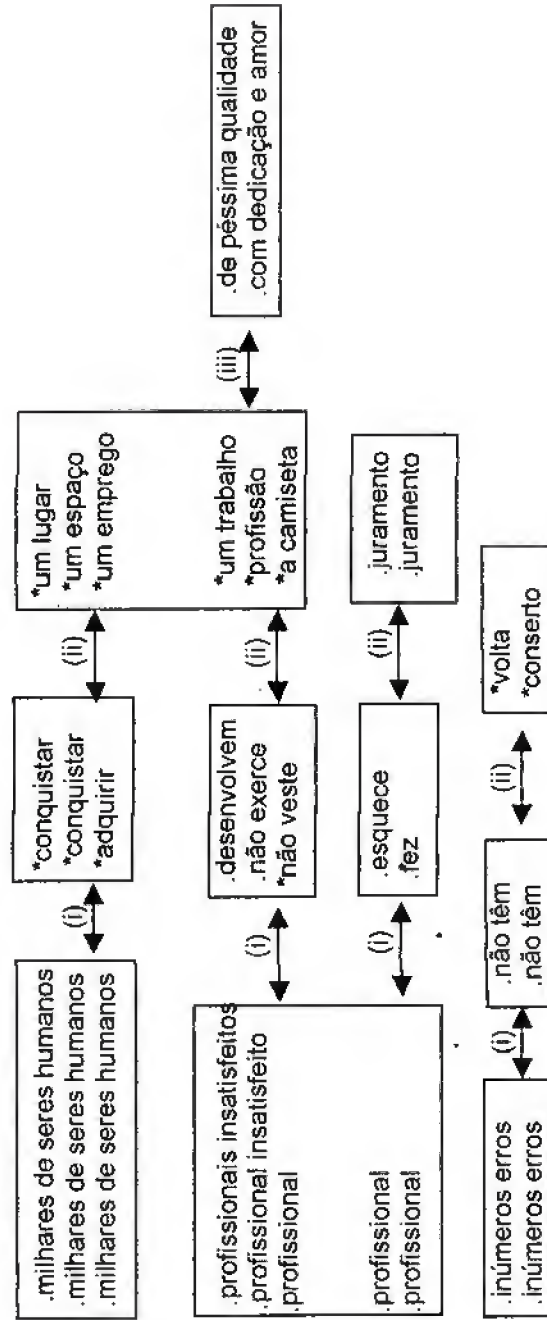 .milhares de seres humanos
.milhares de seres humanos
.milhares de seres humanos
(i)
*conquistar
*conquistar
*adquirir
(ii)
*um lugar
*um espaço
*um emprego
*um trabalho
*profissão
*a camiseta
(iii)
.de péssima qualidade
.com dedicação e amor
.profissionais insatisfeitos
.profissional insatisfeito
.profissional
.profissional
.profissional
(i)
.desenvolvem
.não exerce
*não veste
(ii)
(i)
.esquece
.fez
(ii)
.juramento
.juramento
.inúmeros erros
.inúmeros erros
(i)
.não têm
.não têm
(ii)
*volta
*conserto